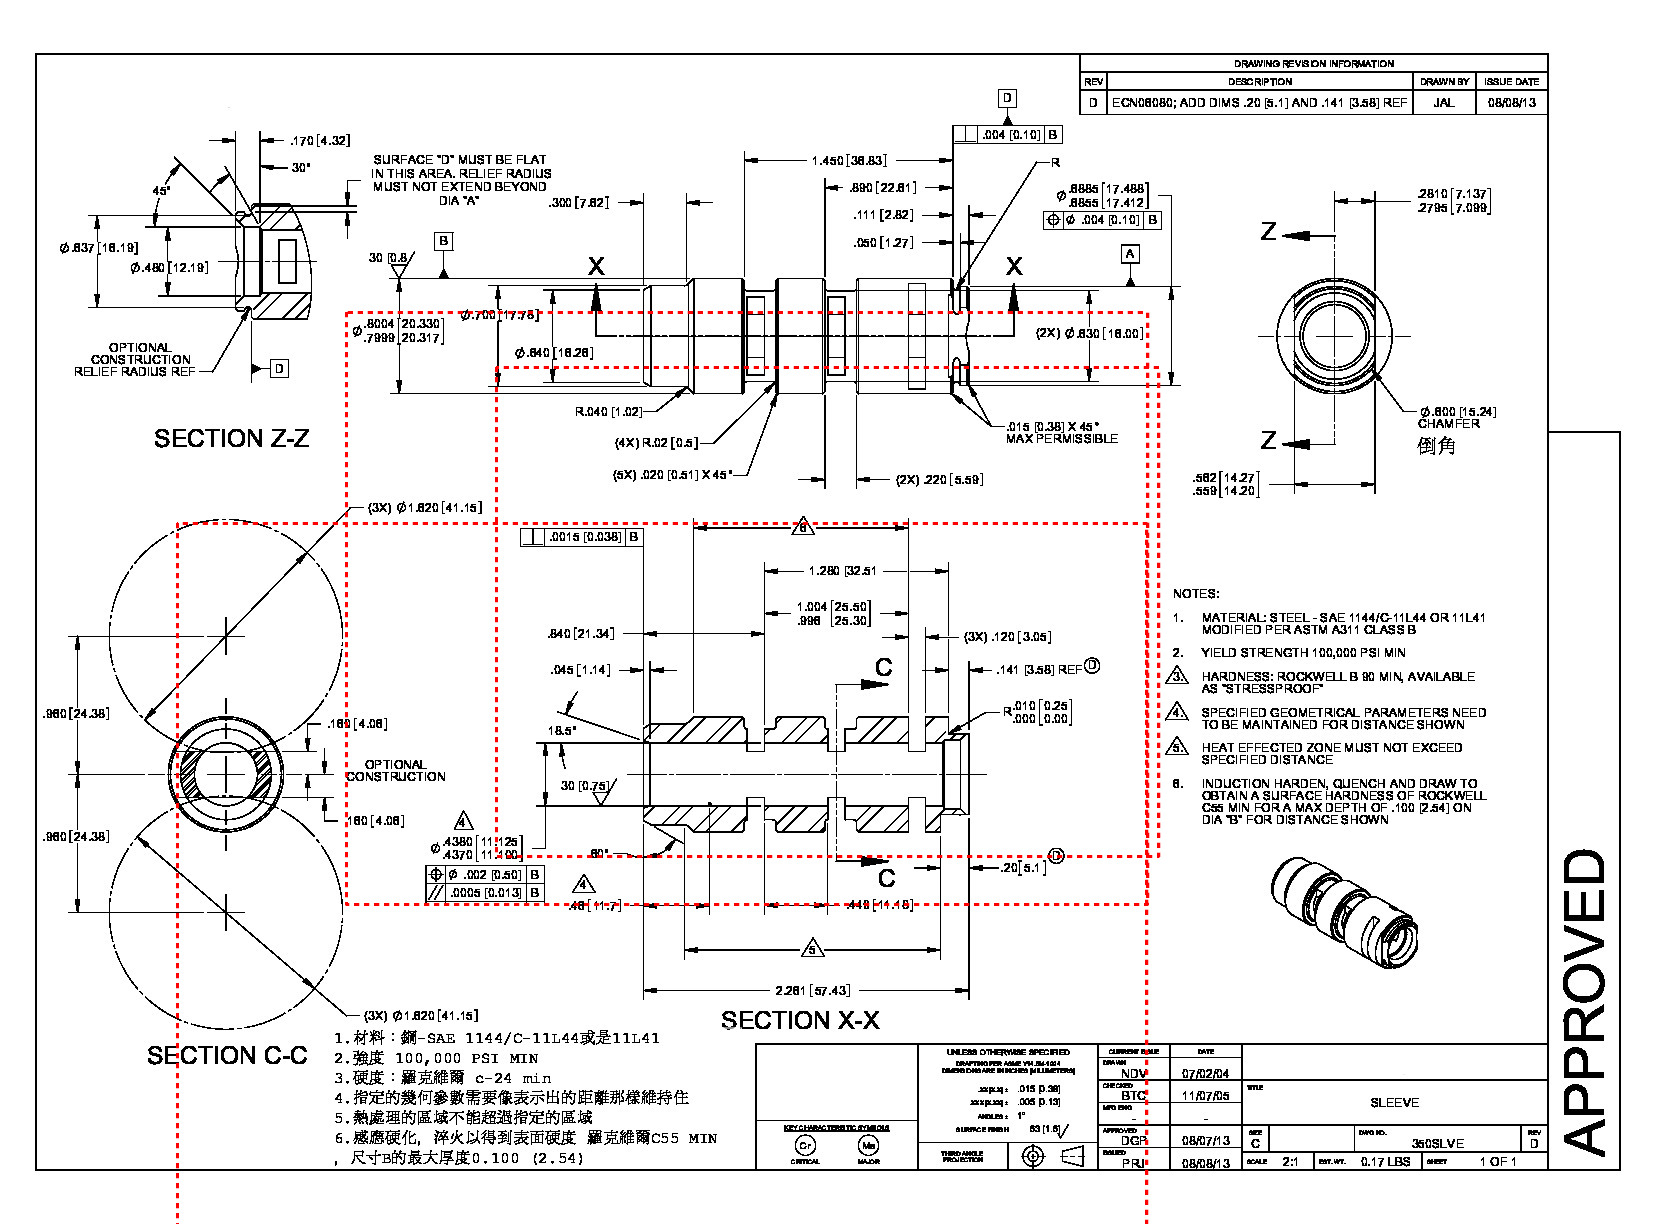 DRAWING REVISION INFORMATION
REV DESCRIPTION DRAWN BY ISSUE DATE
D ECN06080; ADD DIMS .20 [5.1] AND .141 [3.58] REF JAL 08/08/13
.170 [4.32]
30°
45°
SURFACE "D" MUST BE FLAT
IN THIS AREA. RELIEF RADIUS
MUST NOT EXTEND BEYOND
DIA "A"
Ø.637 [16.19]
Ø.480 [12.19]
OPTIONAL
CONSTRUCTION
RELIEF RADIUS REF
D
SECTION Z-Z
D
⊥ .004 [0.10] B
1.450 [36.83]
R
.890 [22.61]
.300 [7.62]
.111 [2.82]
.050 [1.27]
Ø.6885 [17.488]
.6855 [17.412]
⌖ Ø .004 [0.10] B
B
A
30 [0.8]
X X
Ø.8004 [20.330]
.7999 [20.317]
Ø.700 [17.78]
Ø.640 [16.26]
(2X) Ø.630 [16.00]
R.040 [1.02]
(4X) R.02 [0.5]
(5X) .020 [0.51] X 45°
.015 [0.38] X 45°
MAX PERMISSIBLE
(2X) .220 [5.59]
.2810 [7.137]
.2795 [7.099]
Z
Z
Ø.600 [15.24]
CHAMFER
倒角
.562 [14.27]
.559 [14.20]
(3X) Ø1.620 [41.15]
.960 [24.38]
.160 [4.06]
OPTIONAL
CONSTRUCTION
.160 [4.06]
.960 [24.38]
(3X) Ø1.620 [41.15]
SECTION C-C
⊥ .0015 [0.038] B
6
1.280 [32.51
1.004 [25.50]
.996 [25.30]
.840 [21.34]
(3X) .120 [3.05]
.045 [1.14]
C
.141 [3.58] REF D
18.5°
R .010 [0.25]
.000 [0.00]
30 [0.75]
4
Ø.4380 [11.125]
.4370 [11.100]
⌖ Ø .002 [0.50] B
// .0005 [0.013] B
60°
4
.46 [11.7]
C
.440 [11.18]
.20 [5.1] D
5
2.261 [57.43]
SECTION X-X
NOTES:
1. MATERIAL: STEEL - SAE 1144/C-11L44 OR 11L41
MODIFIED PER ASTM A311 CLASS B
2. YIELD STRENGTH 100,000 PSI MIN
3. HARDNESS: ROCKWELL B 90 MIN, AVAILABLE
AS "STRESSPROOF"
4. SPECIFIED GEOMETRICAL PARAMETERS NEED
TO BE MAINTAINED FOR DISTANCE SHOWN
5. HEAT EFFECTED ZONE MUST NOT EXCEED
SPECIFIED DISTANCE
6. INDUCTION HARDEN, QUENCH AND DRAW TO
OBTAIN A SURFACE HARDNESS OF ROCKWELL
C55 MIN FOR A MAX DEPTH OF .100 [2.54] ON
DIA "B" FOR DISTANCE SHOWN
1.材料：鋼-SAE 1144/C-11L44或是11L41
2.強度 100,000 PSI MIN
3.硬度：羅克維爾 c-24 min
4.指定的幾何參數需要像表示出的距離那樣維持住
5.熱處理的區域不能超過指定的區域
6.感應硬化, 淬火以得到表面硬度 羅克維爾C55 MIN
, 尺寸B的最大厚度0.100 (2.54)
UNLESS OTHERWISE SPECIFIED
DRAFTING PER ASME Y14.5M-1994
DIMENSIONS ARE IN INCHES [MILLIMETERS]
.xx[x.x] : .015 [0.38]
.xxx[x.xx] : .005 [0.13]
ANGLES : 1°
SURFACE FINISH 63 [1.6]
THIRD ANGLE
PROJECTION
KEY CHARACTERISTIC SYMBOLS
Cr Ma
CRITICAL MAJOR
CURRENT ISSUE DATE
DRAWN NDV 07/02/04
CHECKED BTC 11/07/05
MFG ENG -
APPROVED DGP 08/07/13
ISSUED PRJ 08/08/13
TITLE
SLEEVE
SIZE C DWG NO. 350SLVE REV D
SCALE 2:1 EST. WT. 0.17 LBS SHEET 1 OF 1
APPROVED